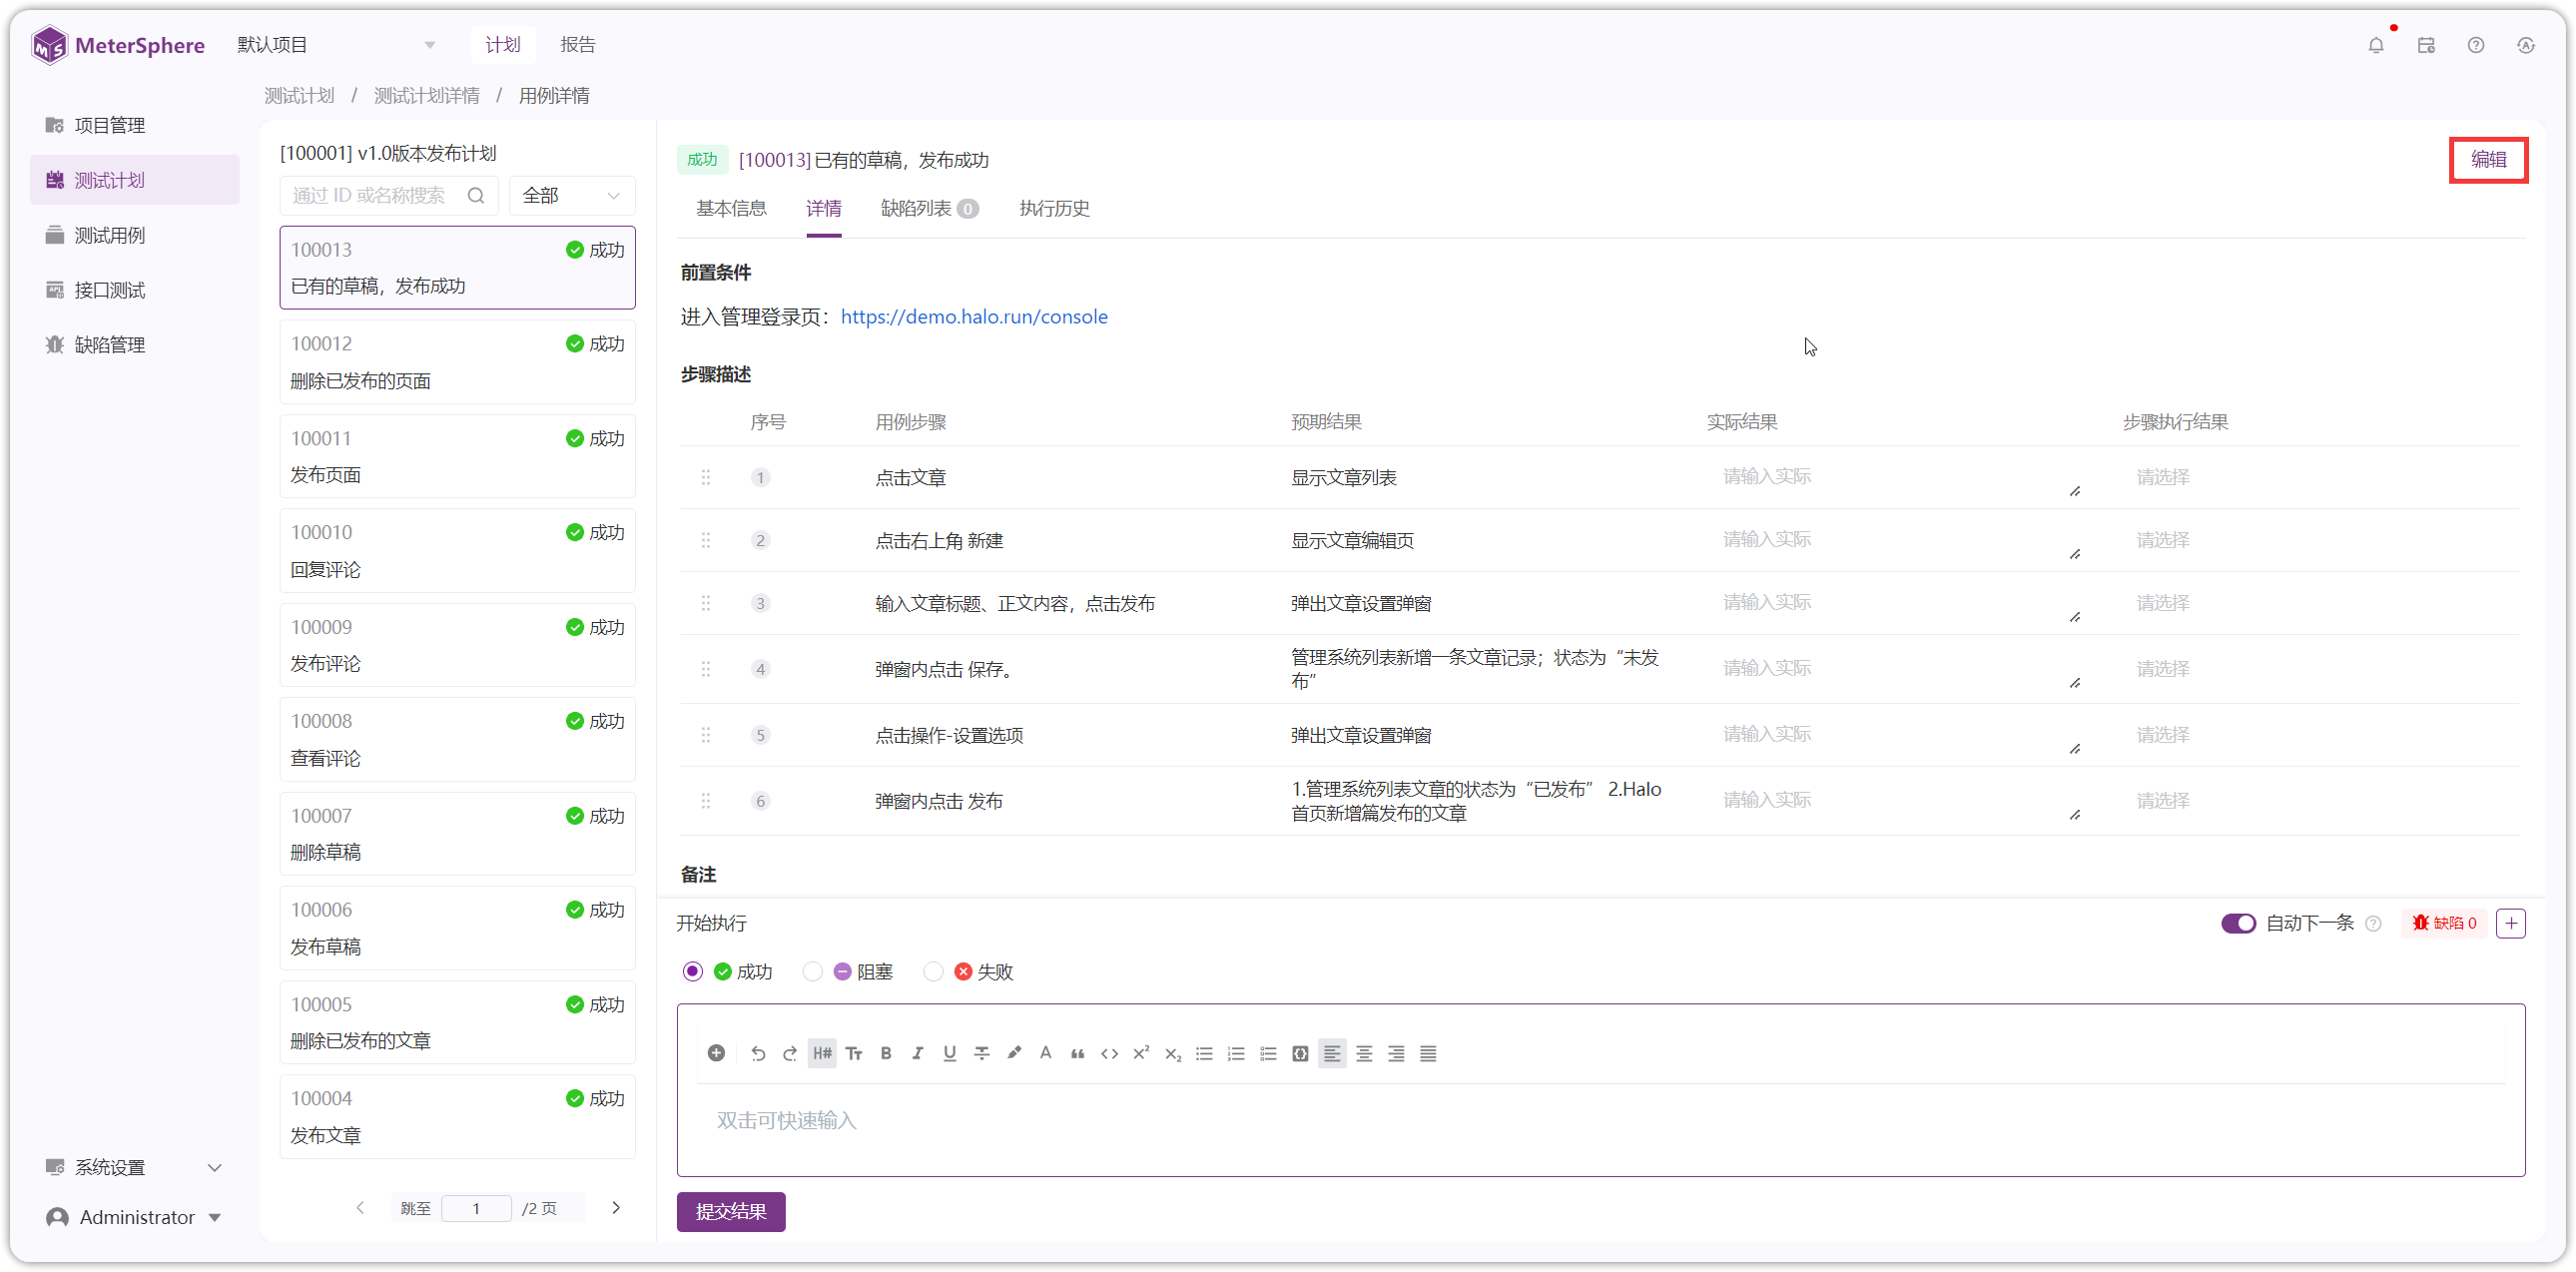 MeterSphere
默认项目
计划
报告
测试计划 / 测试计划详情 / 用例详情
项目管理
测试计划
测试用例
接口测试
缺陷管理
系统设置
Administrator
[100001] v1.0版本发布计划
通过 ID 或名称搜索
全部
100013 成功
已有的草稿，发布成功
100012 成功
删除已发布的页面
100011 成功
发布页面
100010 成功
回复评论
100009 成功
发布评论
100008 成功
查看评论
100007 成功
删除草稿
100006 成功
发布草稿
100005 成功
删除已发布的文章
100004 成功
发布文章
跳至 1 /2 页
成功 [100013] 已有的草稿，发布成功
编辑
基本信息 详情 缺陷列表 0 执行历史
前置条件
进入管理登录页：https://demo.halo.run/console
步骤描述
序号 用例步骤 预期结果 实际结果 步骤执行结果
1 点击文章 显示文章列表 请输入实际 请选择
2 点击右上角 新建 显示文章编辑页 请输入实际 请选择
3 输入文章标题、正文内容，点击发布 弹出文章设置弹窗 请输入实际 请选择
4 弹窗内点击 保存。 管理系统列表新增一条文章记录；状态为“未发
布” 请输入实际 请选择
5 点击操作-设置选项 弹出文章设置弹窗 请输入实际 请选择
6 弹窗内点击 发布 1.管理系统列表文章的状态为“已发布” 2.Halo
首页新增篇发布的文章 请输入实际 请选择
备注
开始执行
自动下一条
缺陷 0
成功 阻塞 失败
双击可快速输入
提交结果